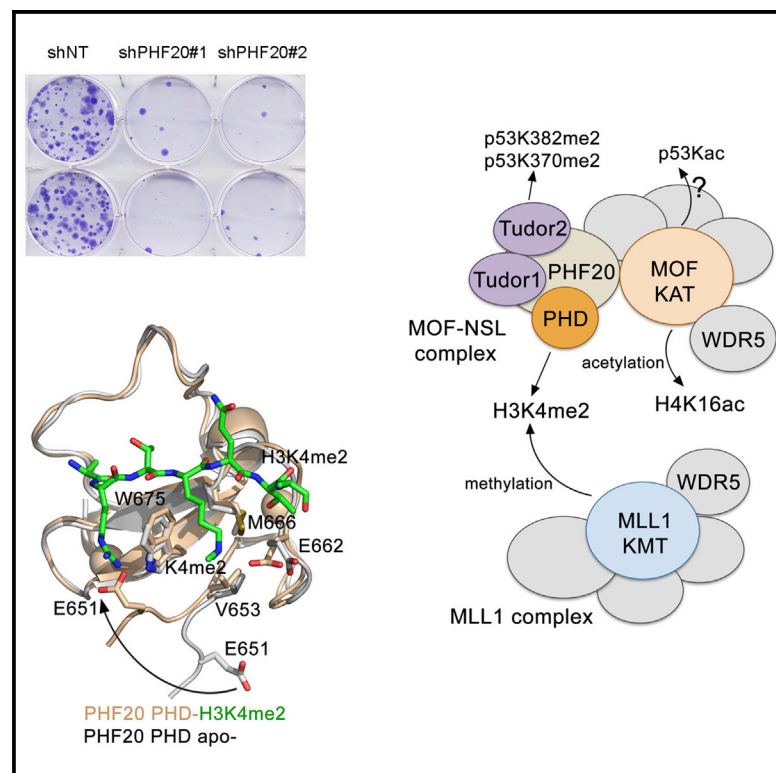 shNT shPHF20#1 shPHF20#2
p53K382me2
p53K370me2
p53Kac
?
Tudor2
Tudor1
PHF20
PHD
MOF
KAT
WDR5
MOF-NSL
complex
acetylation
H3K4me2
H4K16ac
methylation
WDR5
MLL1
KMT
MLL1 complex
H3K4me2
W675
M666
E662
K4me2
E651
V653
E651
PHF20 PHD-H3K4me2
PHF20 PHD apo-